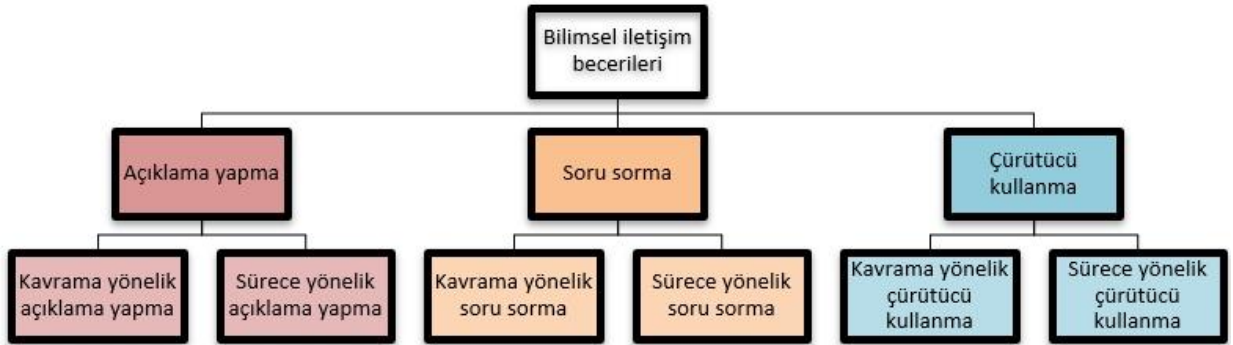 Bilimsel iletişim
becerileri
Açıklama yapma
Soru sorma
Çürütücü
kullanma
Kavrama yönelik
açıklama yapma
Sürece yönelik
açıklama yapma
Kavrama yönelik
soru sorma
Sürece yönelik
soru sorma
Kavrama yönelik
çürütücü
kullanma
Sürece yönelik
çürütücü
kullanma